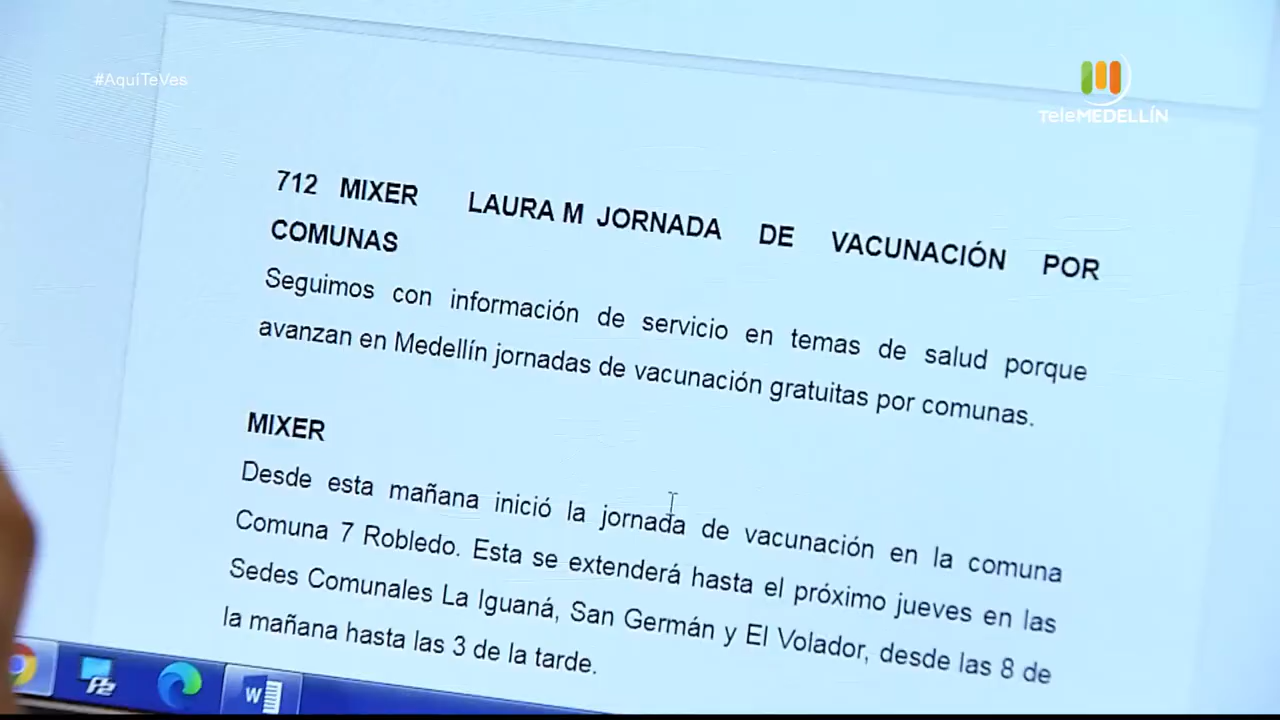 #AquíTeVes
TeleMEDELLÍN
712 MIXER LAURA M JORNADA DE VACUNACIÓN POR
COMUNAS
Seguimos con información de servicio en temas de salud porque
avanzan en Medellín jornadas de vacunación gratuitas por comunas.
MIXER
Desde esta mañana inició la jornada de vacunación en la comuna
Comuna 7 Robledo. Esta se extenderá hasta el próximo jueves en las
Sedes Comunales La Iguaná, San Germán y El Volador, desde las 8 de
la mañana hasta las 3 de la tarde.
W